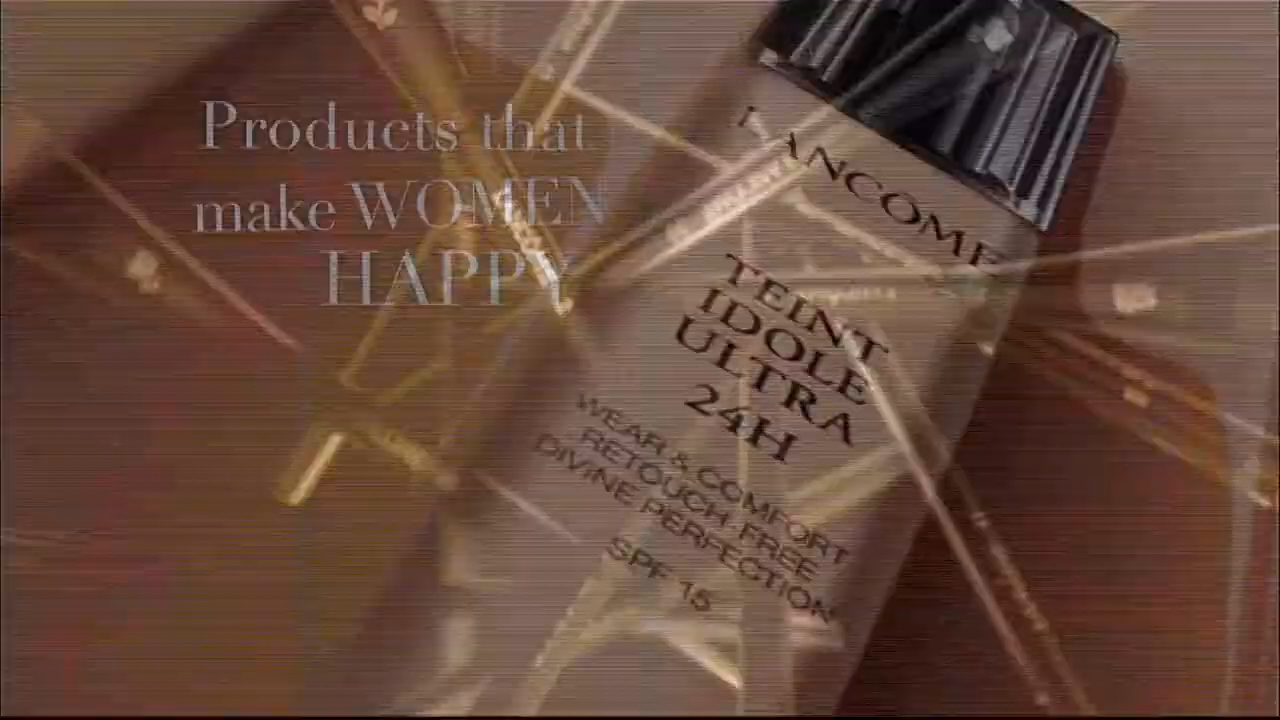 Products that
make WOMEN
HAPPY
LANCOME
TEINT
IDOLE
ULTRA
24H
WEAR & COMFORT
RETOUCH-FREE
DIVINE PERFECTION
SPF 15